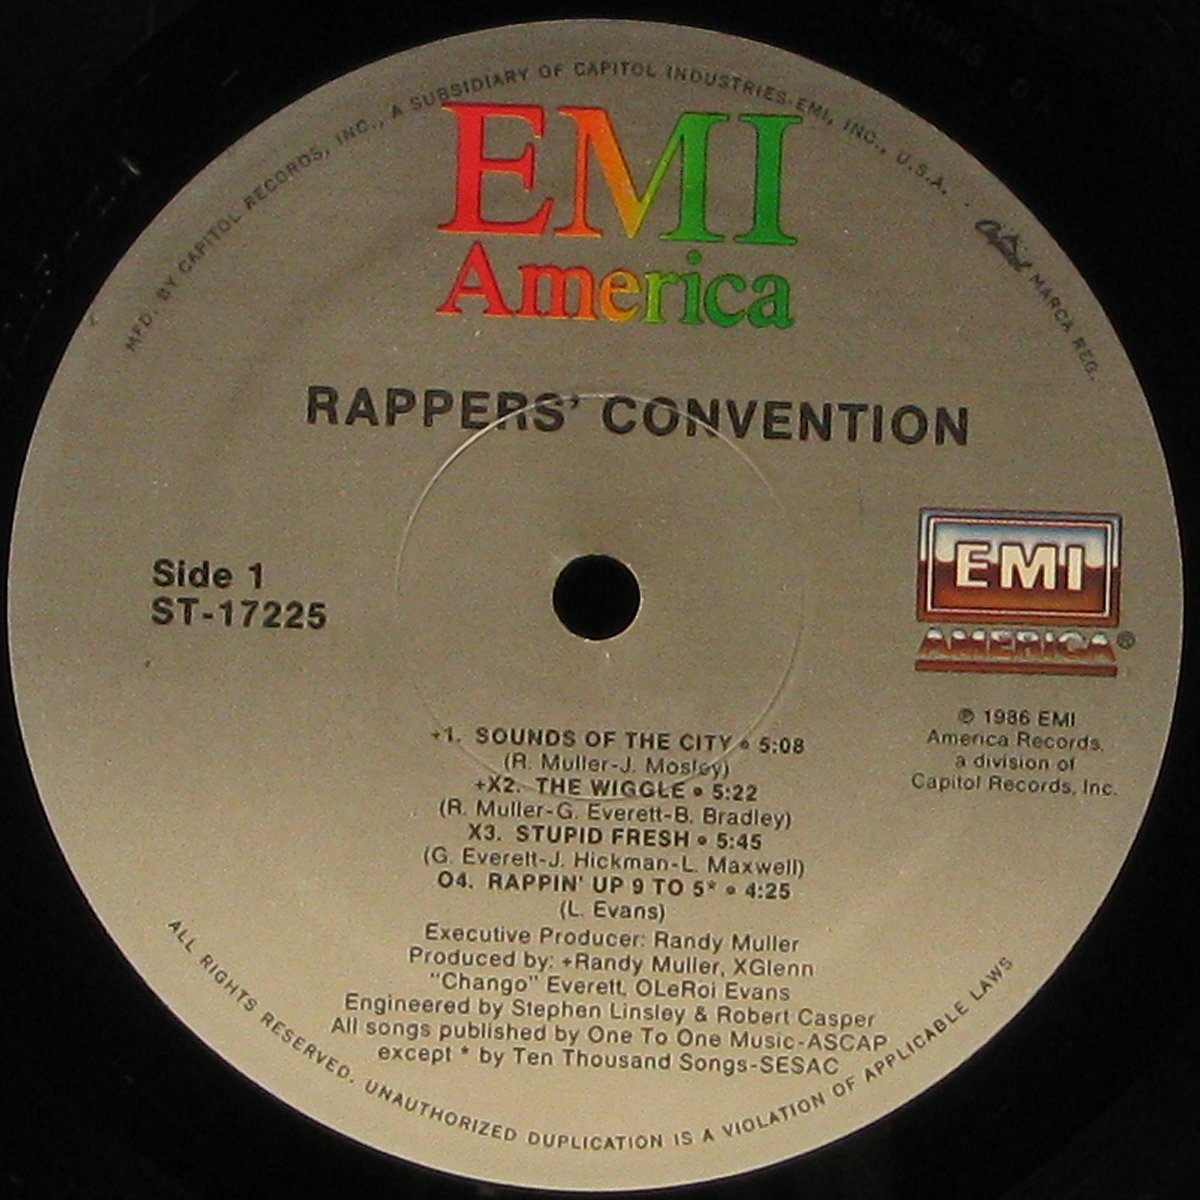 MFD. BY CAPITOL RECORDS, INC., A SUBSIDIARY OF CAPITOL INDUSTRIES-EMI, INC., U.S.A.
Capitol MARCA REG.
EMI
America
RAPPERS' CONVENTION
Side 1
ST-17225
EMI
AMERICA®
℗ 1986 EMI
America Records,
a division of
Capitol Records, Inc.
+1. SOUNDS OF THE CITY • 5:08
(R. Muller-J. Mosley)
+X2. THE WIGGLE • 5:22
(R. Muller-G. Everett-B. Bradley)
X3. STUPID FRESH • 5:45
(G. Everett-J. Hickman-L. Maxwell)
O4. RAPPIN' UP 9 TO 5* • 4:25
(L. Evans)
Executive Producer: Randy Muller
Produced by: +Randy Muller, XGlenn
"Chango" Everett, OLeRoi Evans
Engineered by Stephen Linsley & Robert Casper
All songs published by One To One Music-ASCAP
except * by Ten Thousand Songs-SESAC
ALL RIGHTS RESERVED. UNAUTHORIZED DUPLICATION IS A VIOLATION OF APPLICABLE LAWS